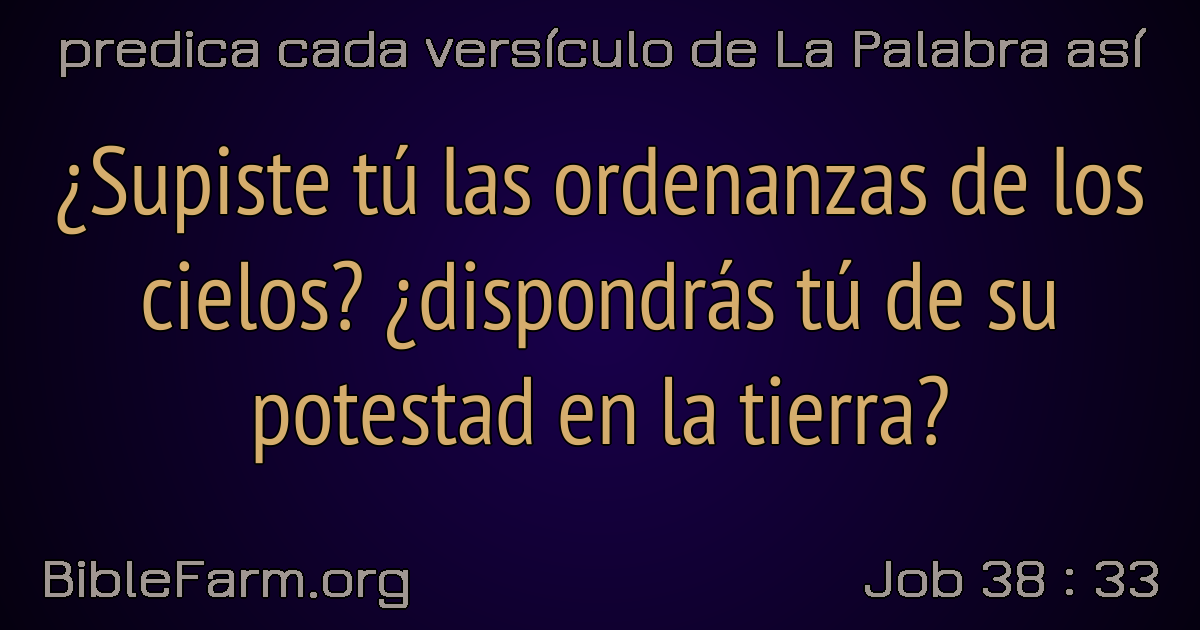 predica cada versículo de La Palabra así
¿Supiste tú las ordenanzas de los
cielos? ¿dispondrás tú de su
potestad en la tierra?
BibleFarm.org
Job 38 : 33